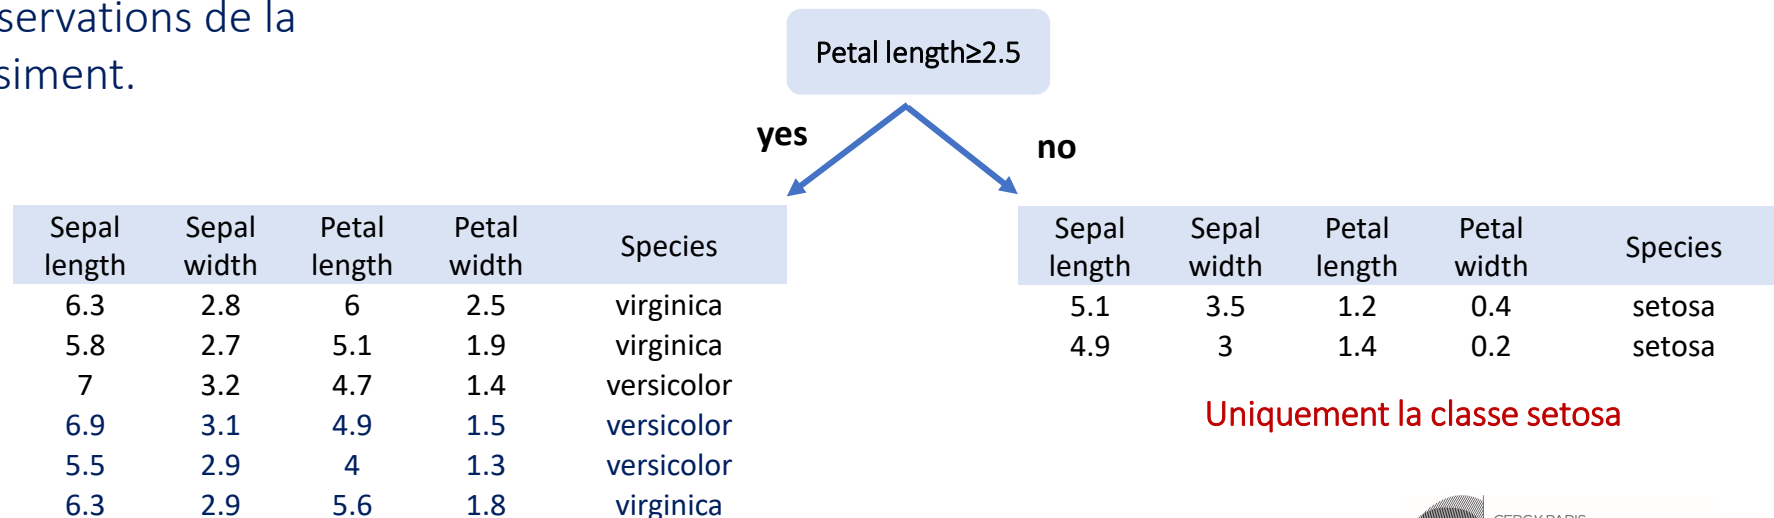 servations de la
siment.
Petal length≥2.5
yes
no
Sepal length Sepal width Petal length Petal width Species
6.3 2.8 6 2.5 virginica
5.8 2.7 5.1 1.9 virginica
7 3.2 4.7 1.4 versicolor
6.9 3.1 4.9 1.5 versicolor
5.5 2.9 4 1.3 versicolor
6.3 2.9 5.6 1.8 virginica
Sepal length Sepal width Petal length Petal width Species
5.1 3.5 1.2 0.4 setosa
4.9 3 1.4 0.2 setosa
Uniquement la classe setosa
CERGY PARIS